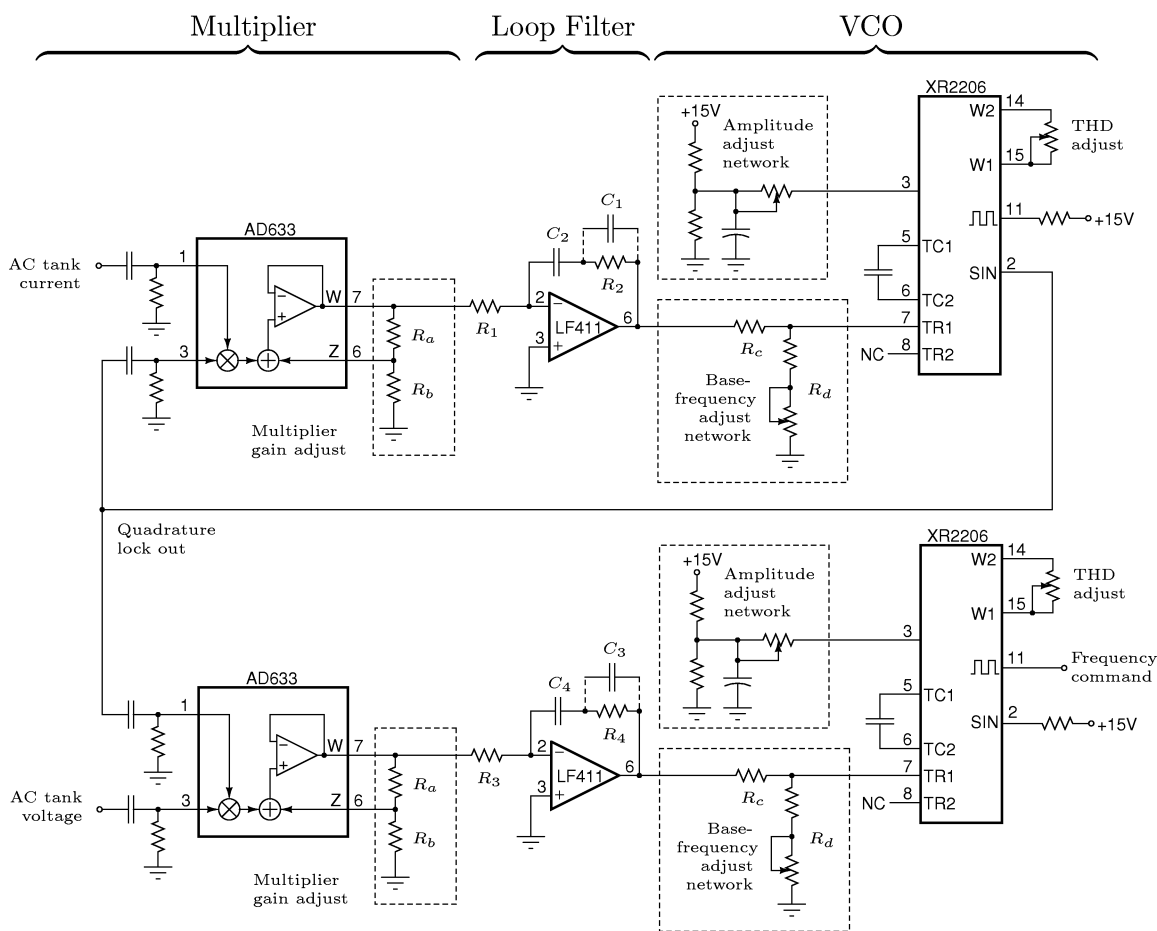 Multiplier
Loop Filter
VCO
XR2206
+15V
Amplitude
adjust
network
W2
14
THD
adjust
W1
15
3
11
+15V
C1
C2
R2
5
TC1
SIN
2
6
TC2
AD633
AC tank
current
1
W
7
R1
2
−
LF411
3
+
6
7
TR1
NC
8
TR2
Rc
Ra
−
+
3
Z
6
Rb
Base-
frequency
adjust
network
Rd
Multiplier
gain adjust
Quadrature
lock out
XR2206
+15V
Amplitude
adjust
network
W2
14
THD
adjust
W1
15
3
11
Frequency
command
C3
C4
R4
5
TC1
SIN
2
+15V
6
TC2
AD633
1
W
7
R3
2
−
LF411
3
+
6
7
TR1
NC
8
TR2
Rc
Ra
−
+
AC tank
voltage
3
Z
6
Rb
Base-
frequency
adjust
network
Rd
Multiplier
gain adjust